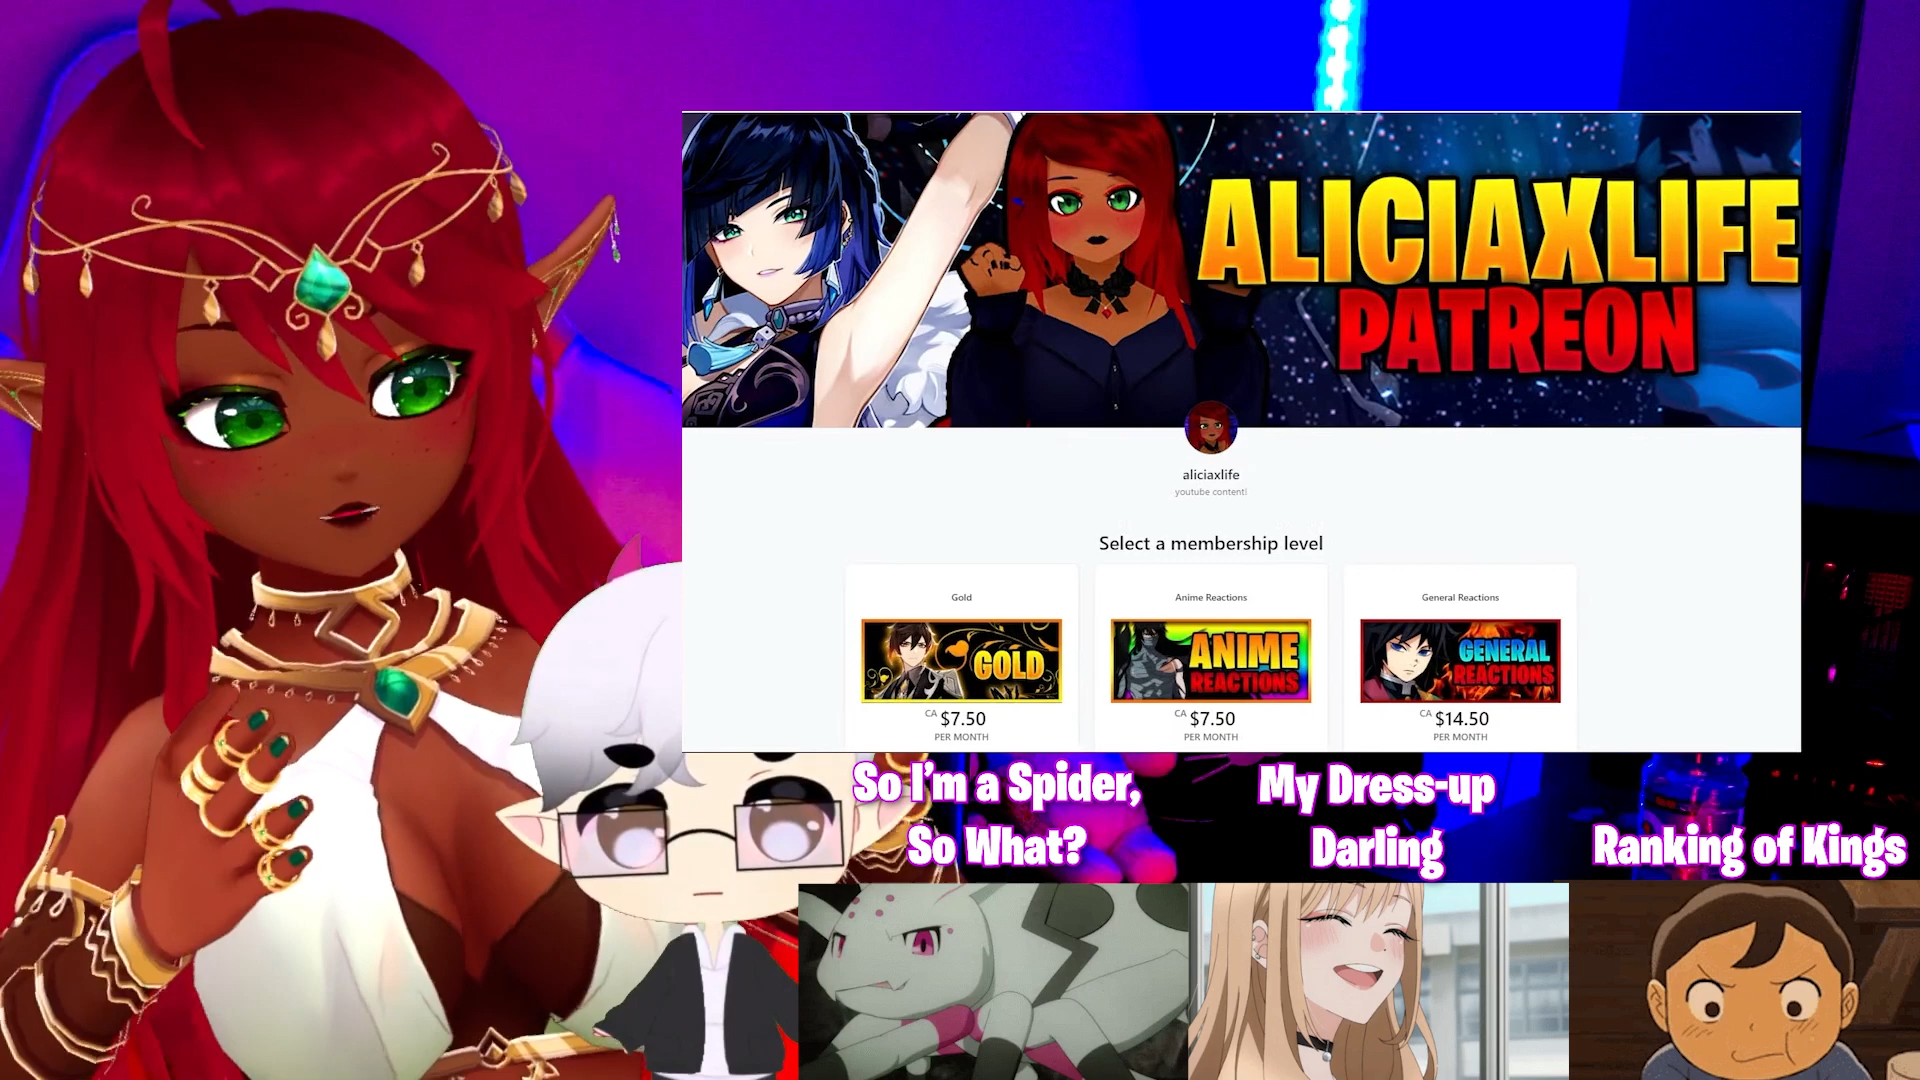 ALICIAXLIFE
PATREON
aliciaxlife
youtube content!
Select a membership level
Gold
Anime Reactions
General Reactions
GOLD
ANIME
REACTIONS
GENERAL
REACTIONS
CA $7.50
CA $7.50
CA $14.50
PER MONTH
PER MONTH
PER MONTH
So I'm a Spider,
So What?
My Dress-up
Darling
Ranking of Kings